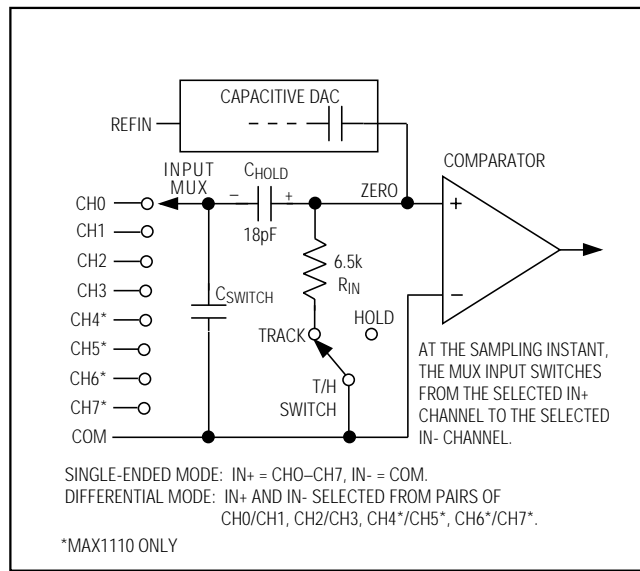 CAPACITIVE DAC
REFIN
COMPARATOR
INPUT
MUX
CHOLD
– +
ZERO
+
18pF
CH0
CH1
CH2
CH3
CH4*
CH5*
CH6*
CH7*
COM
CSWITCH
6.5k
RIN
–
HOLD
TRACK
T/H
SWITCH
AT THE SAMPLING INSTANT,
THE MUX INPUT SWITCHES
FROM THE SELECTED IN+
CHANNEL TO THE SELECTED
IN- CHANNEL.
SINGLE-ENDED MODE: IN+ = CHO–CH7, IN- = COM.
DIFFERENTIAL MODE: IN+ AND IN- SELECTED FROM PAIRS OF
CH0/CH1, CH2/CH3, CH4*/CH5*, CH6*/CH7*.
*MAX1110 ONLY